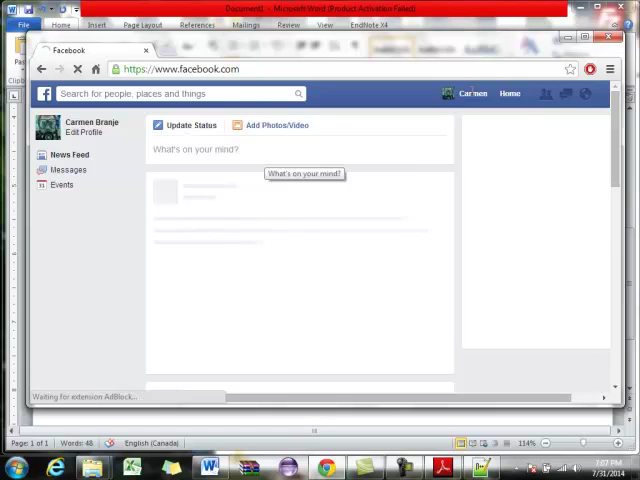 Document1 - Microsoft Word (Product Activation Failed)
File Home Insert Page Layout References Mailings Review View EndNote X4
Facebook
https://www.facebook.com
Search for people, places and things
Carmen Home
Carmen Branje
Edit Profile
Update Status Add Photos/Video
What's on your mind?
News Feed
Messages
Events
What's on your mind?
Waiting for extension AdBlock...
Page: 1 of 1 Words: 48 English (Canada) 114%
7:07 PM
7/31/2014